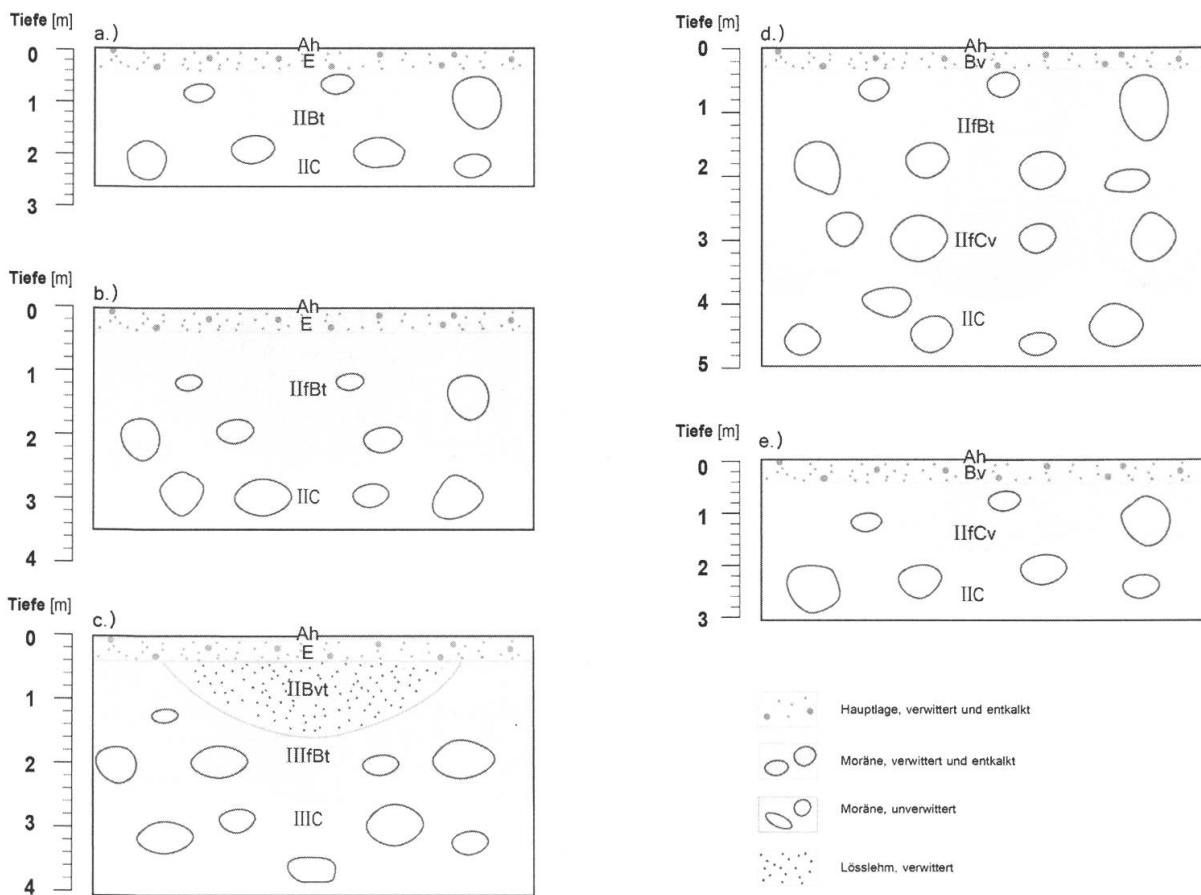 Tiefe [m]
a.)
0
1
2
3
Ah
E
IIBt
IIC
Tiefe [m]
b.)
0
1
2
3
4
Ah
E
IIfBt
IIC
Tiefe [m]
c.)
0
1
2
3
4
Ah
E
IIBvt
IIIfBt
IIIC
Tiefe [m]
d.)
0
1
2
3
4
5
Ah
Bv
IIfBt
IIfCv
IIC
Tiefe [m]
e.)
0
1
2
3
Ah
Bv
IIfCv
IIC
Hauptlage, verwittert und entkalkt
Moräne, verwittert und entkalkt
Moräne, unverwittert
Lösslehm, verwittert